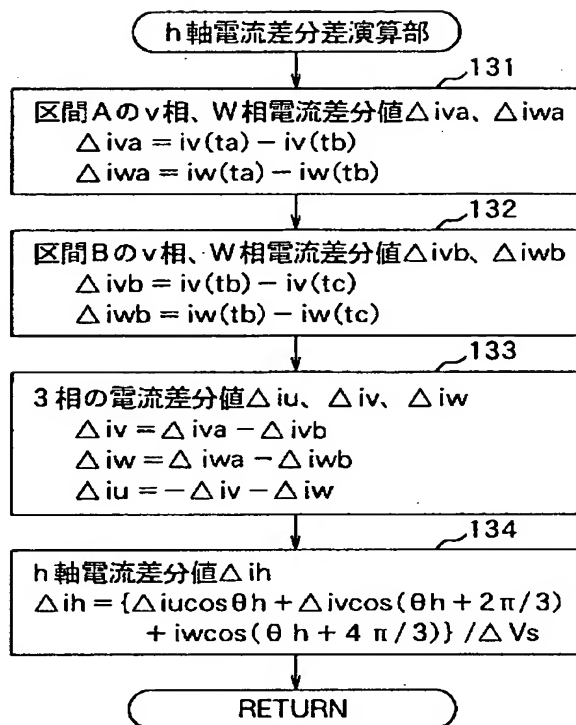 h軸電流差分差演算部
131
区間Aのv相、W相電流差分値△iva、△iwa
△iva = iv(ta) − iv(tb)
△iwa = iw(ta) − iw(tb)
132
区間Bのv相、W相電流差分値△ivb、△iwb
△ivb = iv(tb) − iv(tc)
△iwb = iw(tb) − iw(tc)
133
3相の電流差分値△iu、△iv、△iw
△iv = △iva − △ivb
△iw = △iwa − △iwb
△iu = −△iv − △iw
134
h軸電流差分値△ih
△ih = {△iucosθh + △ivcos(θh + 2π/3)
+ iwcos(θh + 4π/3)} /△Vs
RETURN